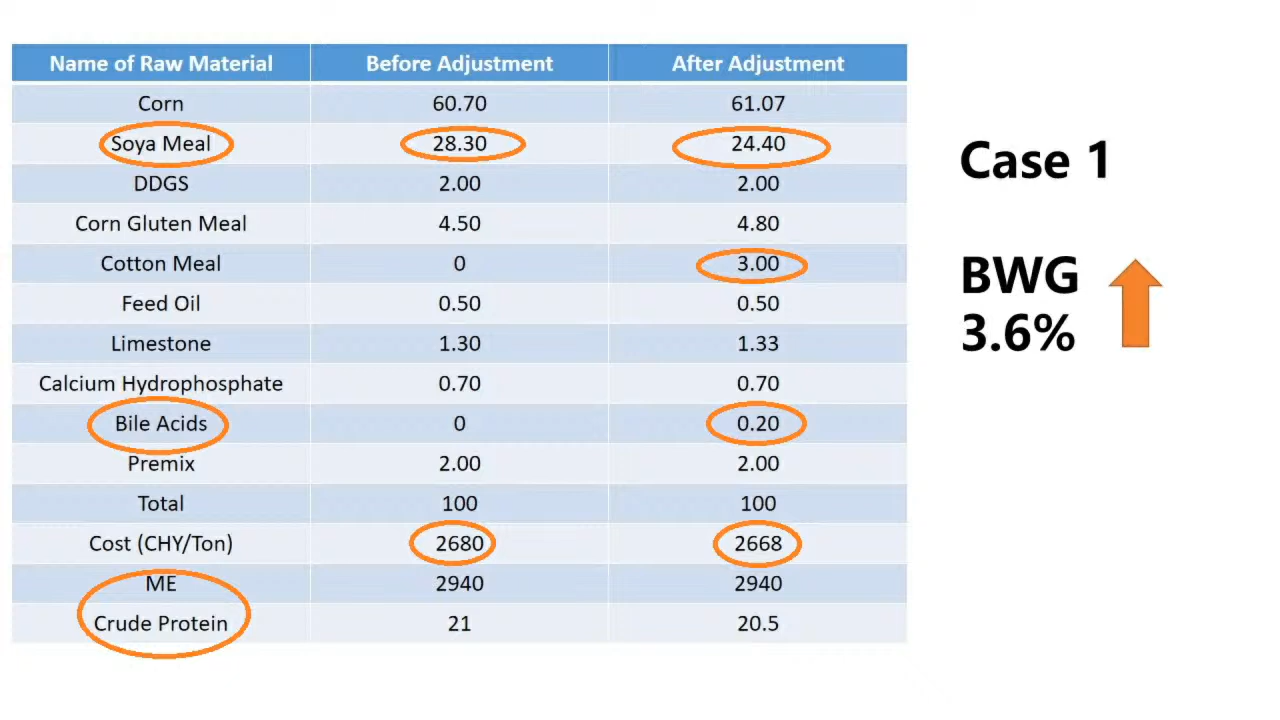 Name of Raw Material Before Adjustment After Adjustment
Corn 60.70 61.07
Soya Meal 28.30 24.40
DDGS 2.00 2.00
Corn Gluten Meal 4.50 4.80
Cotton Meal 0 3.00
Feed Oil 0.50 0.50
Limestone 1.30 1.33
Calcium Hydrophosphate 0.70 0.70
Bile Acids 0 0.20
Premix 2.00 2.00
Total 100 100
Cost (CHY/Ton) 2680 2668
ME 2940 2940
Crude Protein 21 20.5
Case 1
BWG
3.6%